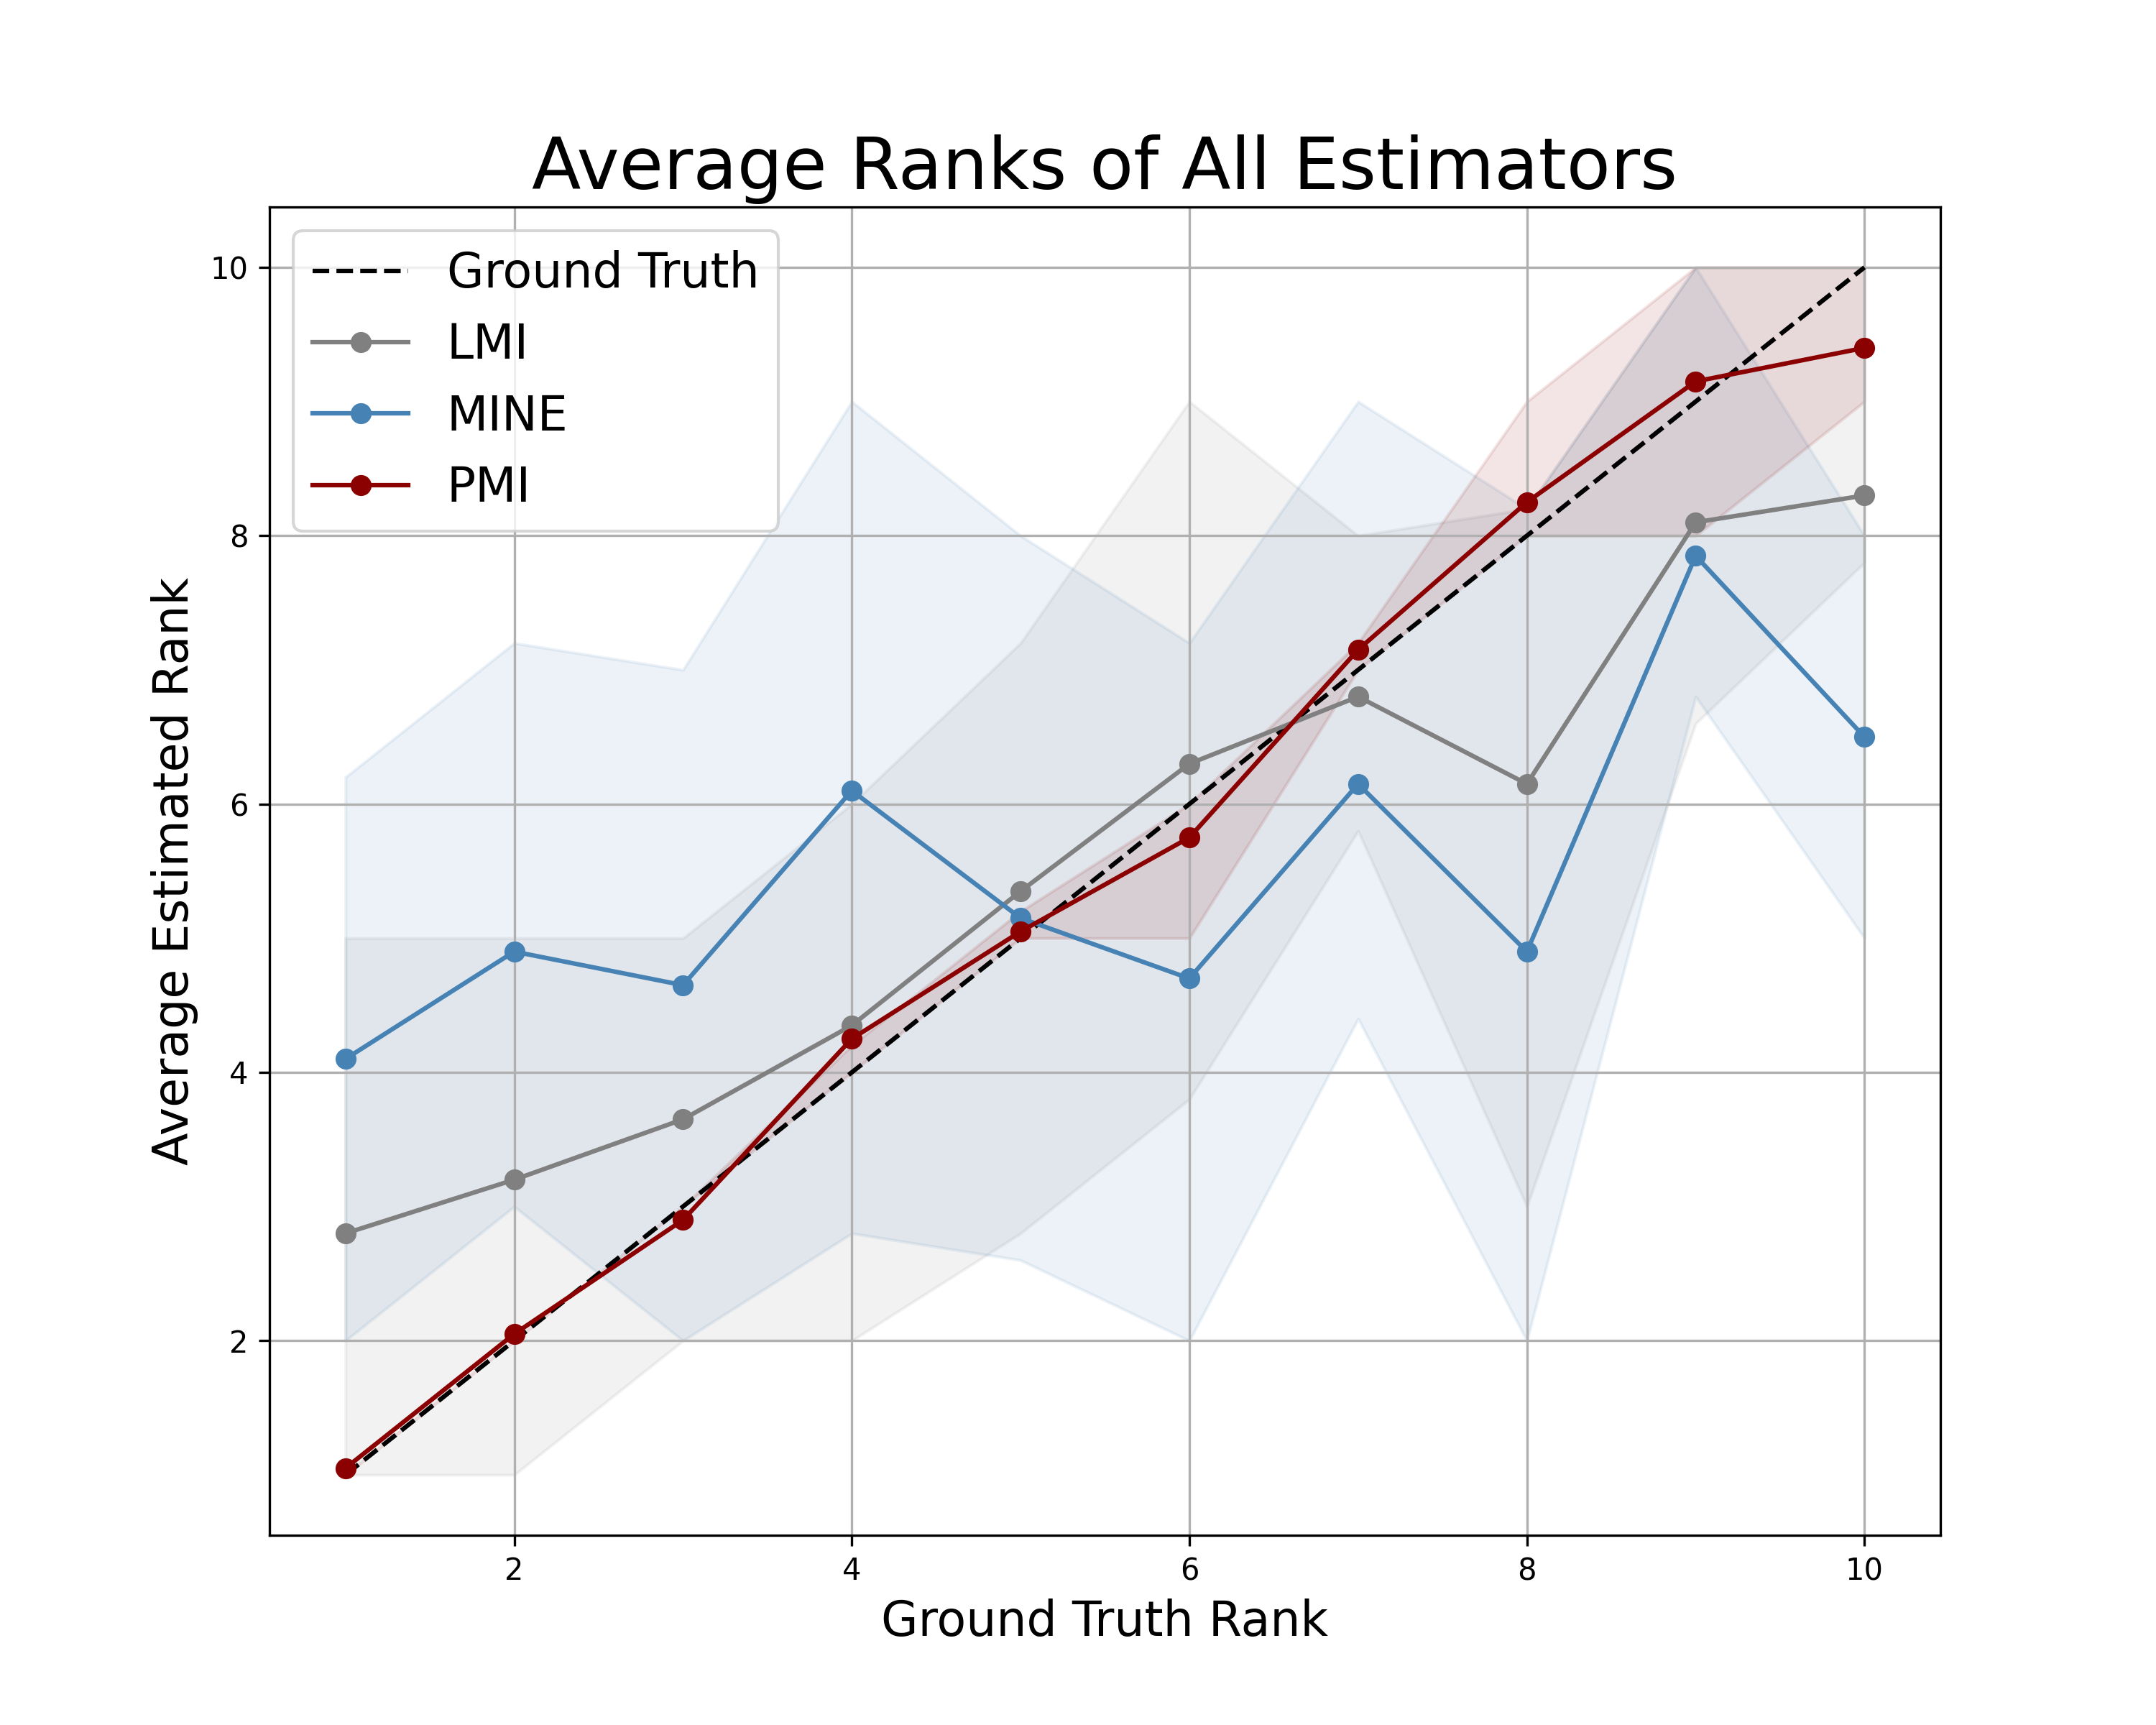 Average Ranks of All Estimators
Ground Truth
LMI
MINE
PMI
Average Estimated Rank
10
8
6
4
2
2 4 6 8 10
Ground Truth Rank